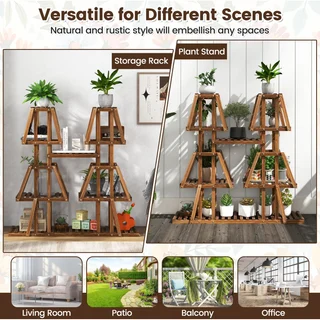 Versatile for Different Scenes
Natural and rustic style will embellish any spaces
Storage Rack
Plant Stand
Living Room
Patio
Balcony
Office